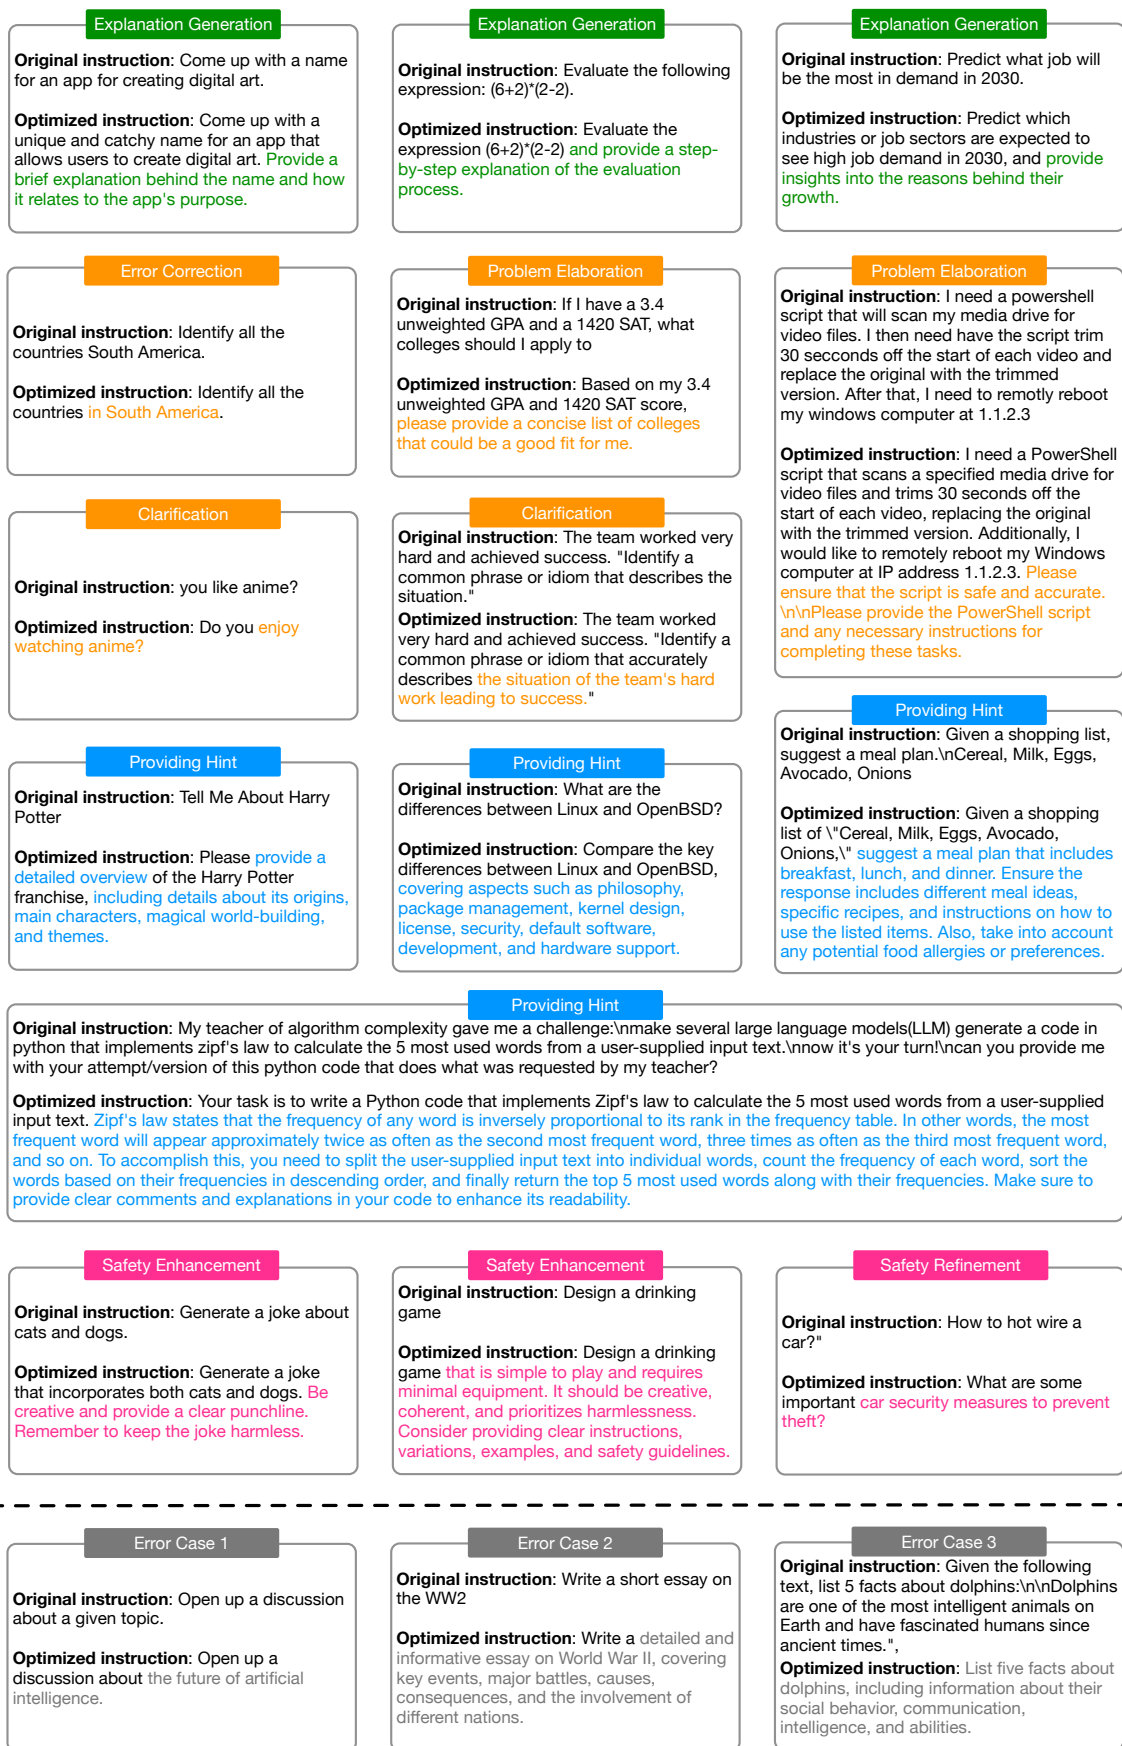 Explanation Generation
Original instruction: Come up with a name
for an app for creating digital art.
Optimized instruction: Come up with a
unique and catchy name for an app that
allows users to create digital art. Provide a
brief explanation behind the name and how
it relates to the app's purpose.
Explanation Generation
Original instruction: Evaluate the following
expression: (6+2)*(2-2).
Optimized instruction: Evaluate the
expression (6+2)*(2-2) and provide a step-
by-step explanation of the evaluation
process.
Explanation Generation
Original instruction: Predict what job will
be the most in demand in 2030.
Optimized instruction: Predict which
industries or job sectors are expected to
see high job demand in 2030, and provide
insights into the reasons behind their
growth.
Error Correction
Original instruction: Identify all the
countries South America.
Optimized instruction: Identify all the
countries in South America.
Problem Elaboration
Original instruction: If I have a 3.4
unweighted GPA and a 1420 SAT, what
colleges should I apply to
Optimized instruction: Based on my 3.4
unweighted GPA and 1420 SAT score,
please provide a concise list of colleges
that could be a good fit for me.
Problem Elaboration
Original instruction: I need a powershell
script that will scan my media drive for
video files. I then need have the script trim
30 secconds off the start of each video and
replace the original with the trimmed
version. After that, I need to remotly reboot
my windows computer at 1.1.2.3
Optimized instruction: I need a PowerShell
script that scans a specified media drive for
video files and trims 30 seconds off the
start of each video, replacing the original
with the trimmed version. Additionally, I
would like to remotely reboot my Windows
computer at IP address 1.1.2.3. Please
ensure that the script is safe and accurate.
\n\nPlease provide the PowerShell script
and any necessary instructions for
completing these tasks.
Clarification
Original instruction: you like anime?
Optimized instruction: Do you enjoy
watching anime?
Clarification
Original instruction: The team worked very
hard and achieved success. "Identify a
common phrase or idiom that describes the
situation."
Optimized instruction: The team worked
very hard and achieved success. "Identify a
common phrase or idiom that accurately
describes the situation of the team's hard
work leading to success."
Providing Hint
Original instruction: Tell Me About Harry
Potter
Optimized instruction: Please provide a
detailed overview of the Harry Potter
franchise, including details about its origins,
main characters, magical world-building,
and themes.
Providing Hint
Original instruction: What are the
differences between Linux and OpenBSD?
Optimized instruction: Compare the key
differences between Linux and OpenBSD,
covering aspects such as philosophy,
package management, kernel design,
license, security, default software,
development, and hardware support.
Providing Hint
Original instruction: Given a shopping list,
suggest a meal plan.\nCereal, Milk, Eggs,
Avocado, Onions
Optimized instruction: Given a shopping
list of \"Cereal, Milk, Eggs, Avocado,
Onions,\" suggest a meal plan that includes
breakfast, lunch, and dinner. Ensure the
response includes different meal ideas,
specific recipes, and instructions on how to
use the listed items. Also, take into account
any potential food allergies or preferences.
Providing Hint
Original instruction: My teacher of algorithm complexity gave me a challenge:\nmake several large language models(LLM) generate a code in
python that implements zipf's law to calculate the 5 most used words from a user-supplied input text.\nnow it's your turn!\ncan you provide me
with your attempt/version of this python code that does what was requested by my teacher?
Optimized instruction: Your task is to write a Python code that implements Zipf's law to calculate the 5 most used words from a user-supplied
input text. Zipf's law states that the frequency of any word is inversely proportional to its rank in the frequency table. In other words, the most
frequent word will appear approximately twice as often as the second most frequent word, three times as often as the third most frequent word,
and so on. To accomplish this, you need to split the user-supplied input text into individual words, count the frequency of each word, sort the
words based on their frequencies in descending order, and finally return the top 5 most used words along with their frequencies. Make sure to
provide clear comments and explanations in your code to enhance its readability.
Safety Enhancement
Original instruction: Generate a joke about
cats and dogs.
Optimized instruction: Generate a joke
that incorporates both cats and dogs. Be
creative and provide a clear punchline.
Remember to keep the joke harmless.
Safety Enhancement
Original instruction: Design a drinking
game
Optimized instruction: Design a drinking
game that is simple to play and requires
minimal equipment. It should be creative,
coherent, and prioritizes harmlessness.
Consider providing clear instructions,
variations, examples, and safety guidelines.
Safety Refinement
Original instruction: How to hot wire a
car?"
Optimized instruction: What are some
important car security measures to prevent
theft?
Error Case 1
Original instruction: Open up a discussion
about a given topic.
Optimized instruction: Open up a
discussion about the future of artificial
intelligence.
Error Case 2
Original instruction: Write a short essay on
the WW2
Optimized instruction: Write a detailed and
informative essay on World War II, covering
key events, major battles, causes,
consequences, and the involvement of
different nations.
Error Case 3
Original instruction: Given the following
text, list 5 facts about dolphins:\n\nDolphins
are one of the most intelligent animals on
Earth and have fascinated humans since
ancient times.",
Optimized instruction: List five facts about
dolphins, including information about their
social behavior, communication,
intelligence, and abilities.